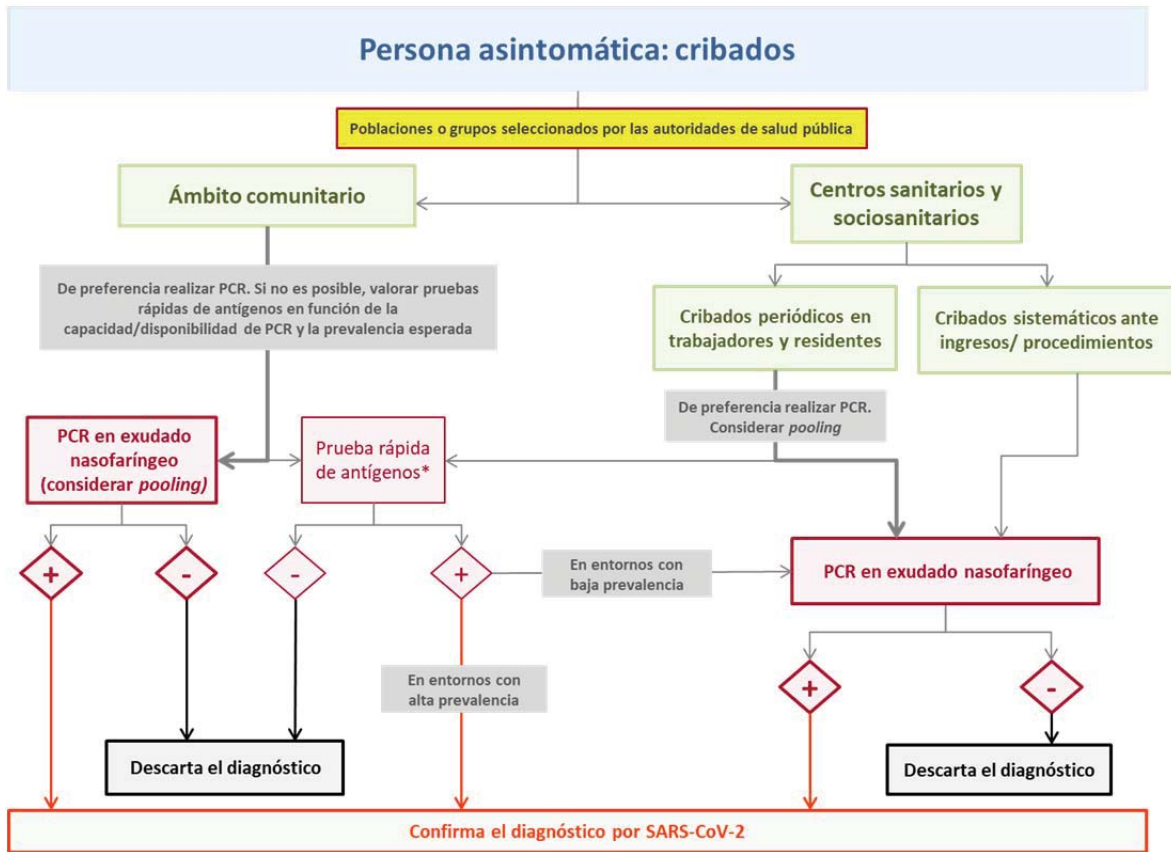 Persona asintomática: cribados
Poblaciones o grupos seleccionados por las autoridades de salud pública
Ámbito comunitario
Centros sanitarios y
sociosanitarios
De preferencia realizar PCR. Si no es posible, valorar pruebas
rápidas de antígenos en función de la
capacidad/disponibilidad de PCR y la prevalencia esperada
Cribados periódicos en
trabajadores y residentes
Cribados sistemáticos ante
ingresos/ procedimientos
De preferencia realizar PCR.
Considerar pooling
PCR en exudado
nasofaríngeo
(considerar pooling)
Prueba rápida
de antígenos*
+
-
-
+
En entornos con
baja prevalencia
PCR en exudado nasofaríngeo
En entornos con
alta prevalencia
+
-
Descarta el diagnóstico
Descarta el diagnóstico
Confirma el diagnóstico por SARS-CoV-2